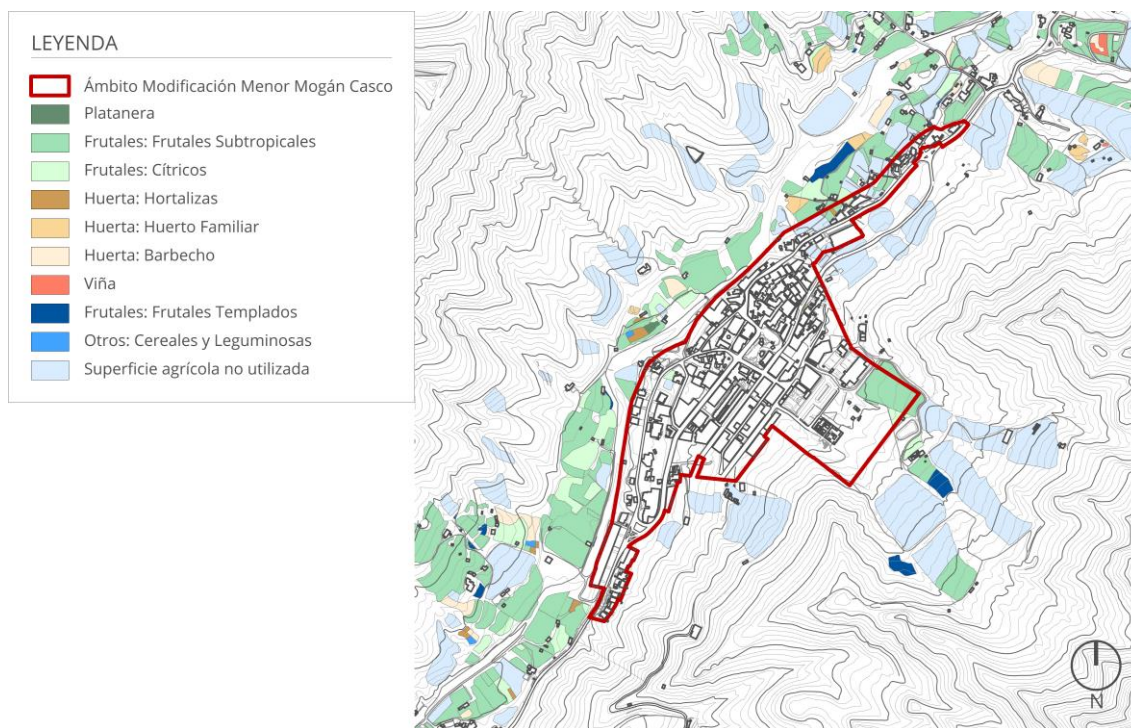 LEYENDA
Ámbito Modificación Menor Mogán Casco
Platanera
Frutales: Frutales Subtropicales
Frutales: Cítricos
Huerta: Hortalizas
Huerta: Huerto Familiar
Huerta: Barbecho
Viña
Frutales: Frutales Templados
Otros: Cereales y Leguminosas
Superficie agrícola no utilizada
N